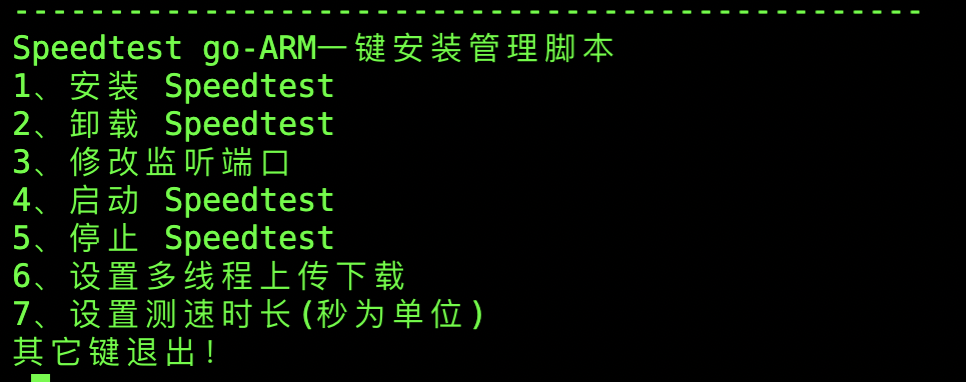 ------------------------------------------------
Speedtest go-ARM一键安装管理脚本
1、安装 Speedtest
2、卸载 Speedtest
3、修改监听端口
4、启动 Speedtest
5、停止 Speedtest
6、设置多线程上传下载
7、设置测速时长(秒为单位)
其它键退出!